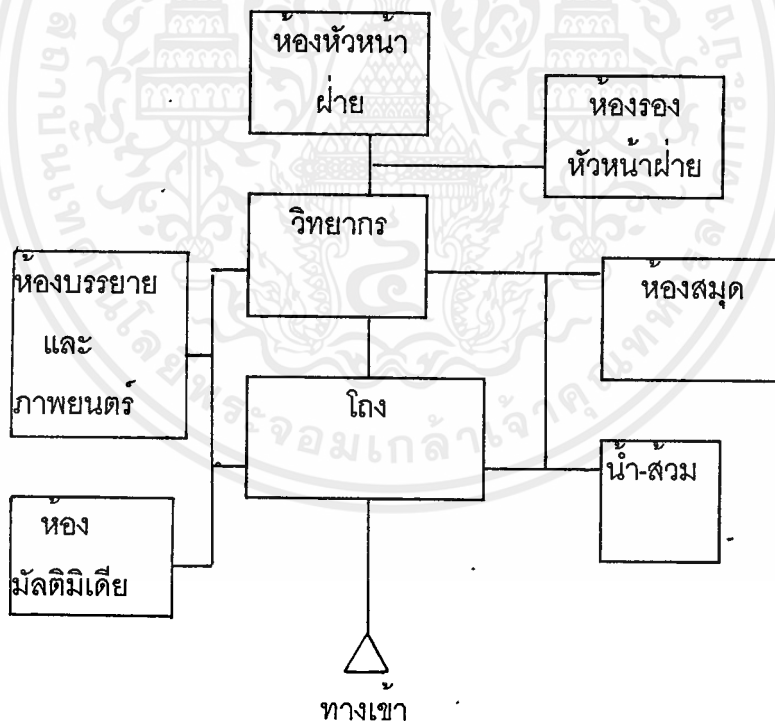 ห้องหัวหน้า
ฝ่าย
ห้องรอง
หัวหน้าฝ่าย
วิทยากร
ห้องบรรยาย
และ
ภาพยนตร์
ห้องสมุด
โถง
น้ำ-ส้วม
ห้อง
มัลติมิเดีย
ทางเข้า